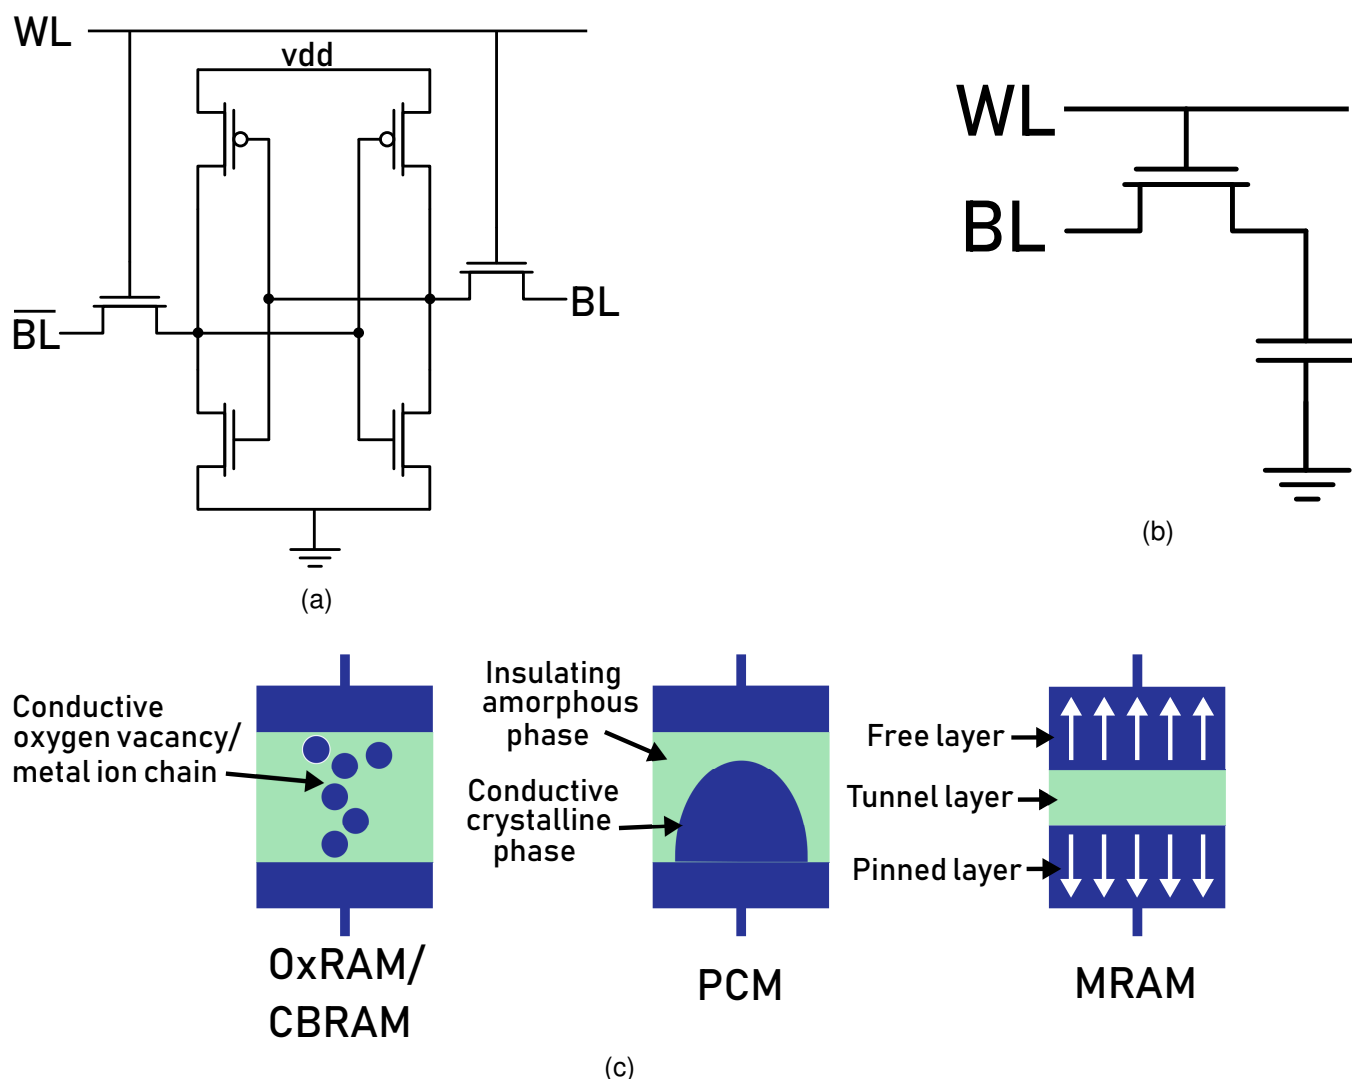 WL
vdd
BL
BL
(a)
WL
BL
(b)
Conductive
oxygen vacancy/
metal ion chain
OxRAM/
CBRAM
Insulating
amorphous
phase
Conductive
crystalline
phase
PCM
Free layer
Tunnel layer
Pinned layer
MRAM
(c)